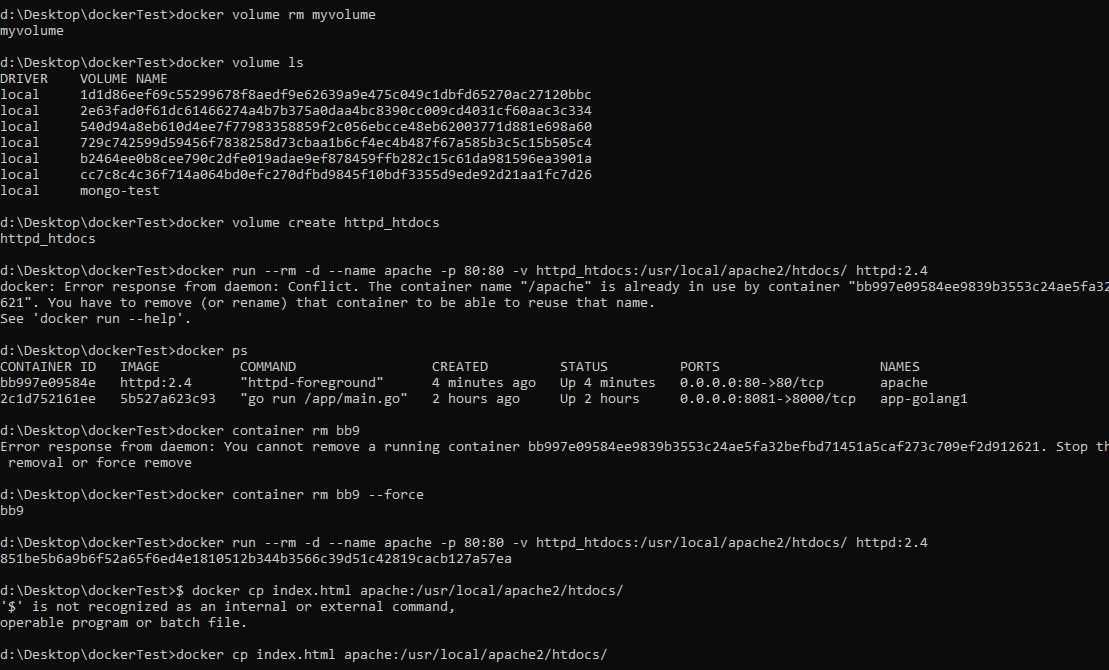 d:\Desktop\dockerTest>docker volume rm myvolume
myvolume
d:\Desktop\dockerTest>docker volume ls
DRIVER    VOLUME NAME
local     1d1d86eef69c55299678f8aedf9e62639a9e475c049c1dbfd65270ac27120bbc
local     2e63fad0f61dc61466274a4b7b375a0daa4bc8390cc009cd4031cf60aac3c334
local     540d94a8eb610d4ee7f77983358859f2c056ebcce48eb62003771d881e698a60
local     729c742599d59456f7838258d73cbaa1b6cf4ec4b487f67a585b3c5c15b505c4
local     b2464ee0b8cee790c2dfe019adae9ef878459ffb282c15c61da981596ea3901a
local     cc7c8c4c36f714a064bd0efc270dfbd9845f10bdf3355d9ede92d21aa1fc7d26
local     mongo-test
d:\Desktop\dockerTest>docker volume create httpd_htdocs
httpd_htdocs
d:\Desktop\dockerTest>docker run --rm -d --name apache -p 80:80 -v httpd_htdocs:/usr/local/apache2/htdocs/ httpd:2.4
docker: Error response from daemon: Conflict. The container name "/apache" is already in use by container "bb997e09584ee9839b3553c24ae5fa32
621". You have to remove (or rename) that container to be able to reuse that name.
See 'docker run --help'.
d:\Desktop\dockerTest>docker ps
CONTAINER ID   IMAGE          COMMAND                 CREATED         STATUS         PORTS                    NAMES
bb997e09584e   httpd:2.4      "httpd-foreground"      4 minutes ago   Up 4 minutes   0.0.0.0:80->80/tcp       apache
2c1d752161ee   5b527a623c93   "go run /app/main.go"   2 hours ago     Up 2 hours     0.0.0.0:8081->8000/tcp   app-golang1
d:\Desktop\dockerTest>docker container rm bb9
Error response from daemon: You cannot remove a running container bb997e09584ee9839b3553c24ae5fa32befbd71451a5caf273c709ef2d912621. Stop th
removal or force remove
d:\Desktop\dockerTest>docker container rm bb9 --force
bb9
d:\Desktop\dockerTest>docker run --rm -d --name apache -p 80:80 -v httpd_htdocs:/usr/local/apache2/htdocs/ httpd:2.4
851be5b6a9b6f52a65f6ed4e1810512b344b3566c39d51c42819cacb127a57ea
d:\Desktop\dockerTest>$ docker cp index.html apache:/usr/local/apache2/htdocs/
'$' is not recognized as an internal or external command,
operable program or batch file.
d:\Desktop\dockerTest>docker cp index.html apache:/usr/local/apache2/htdocs/